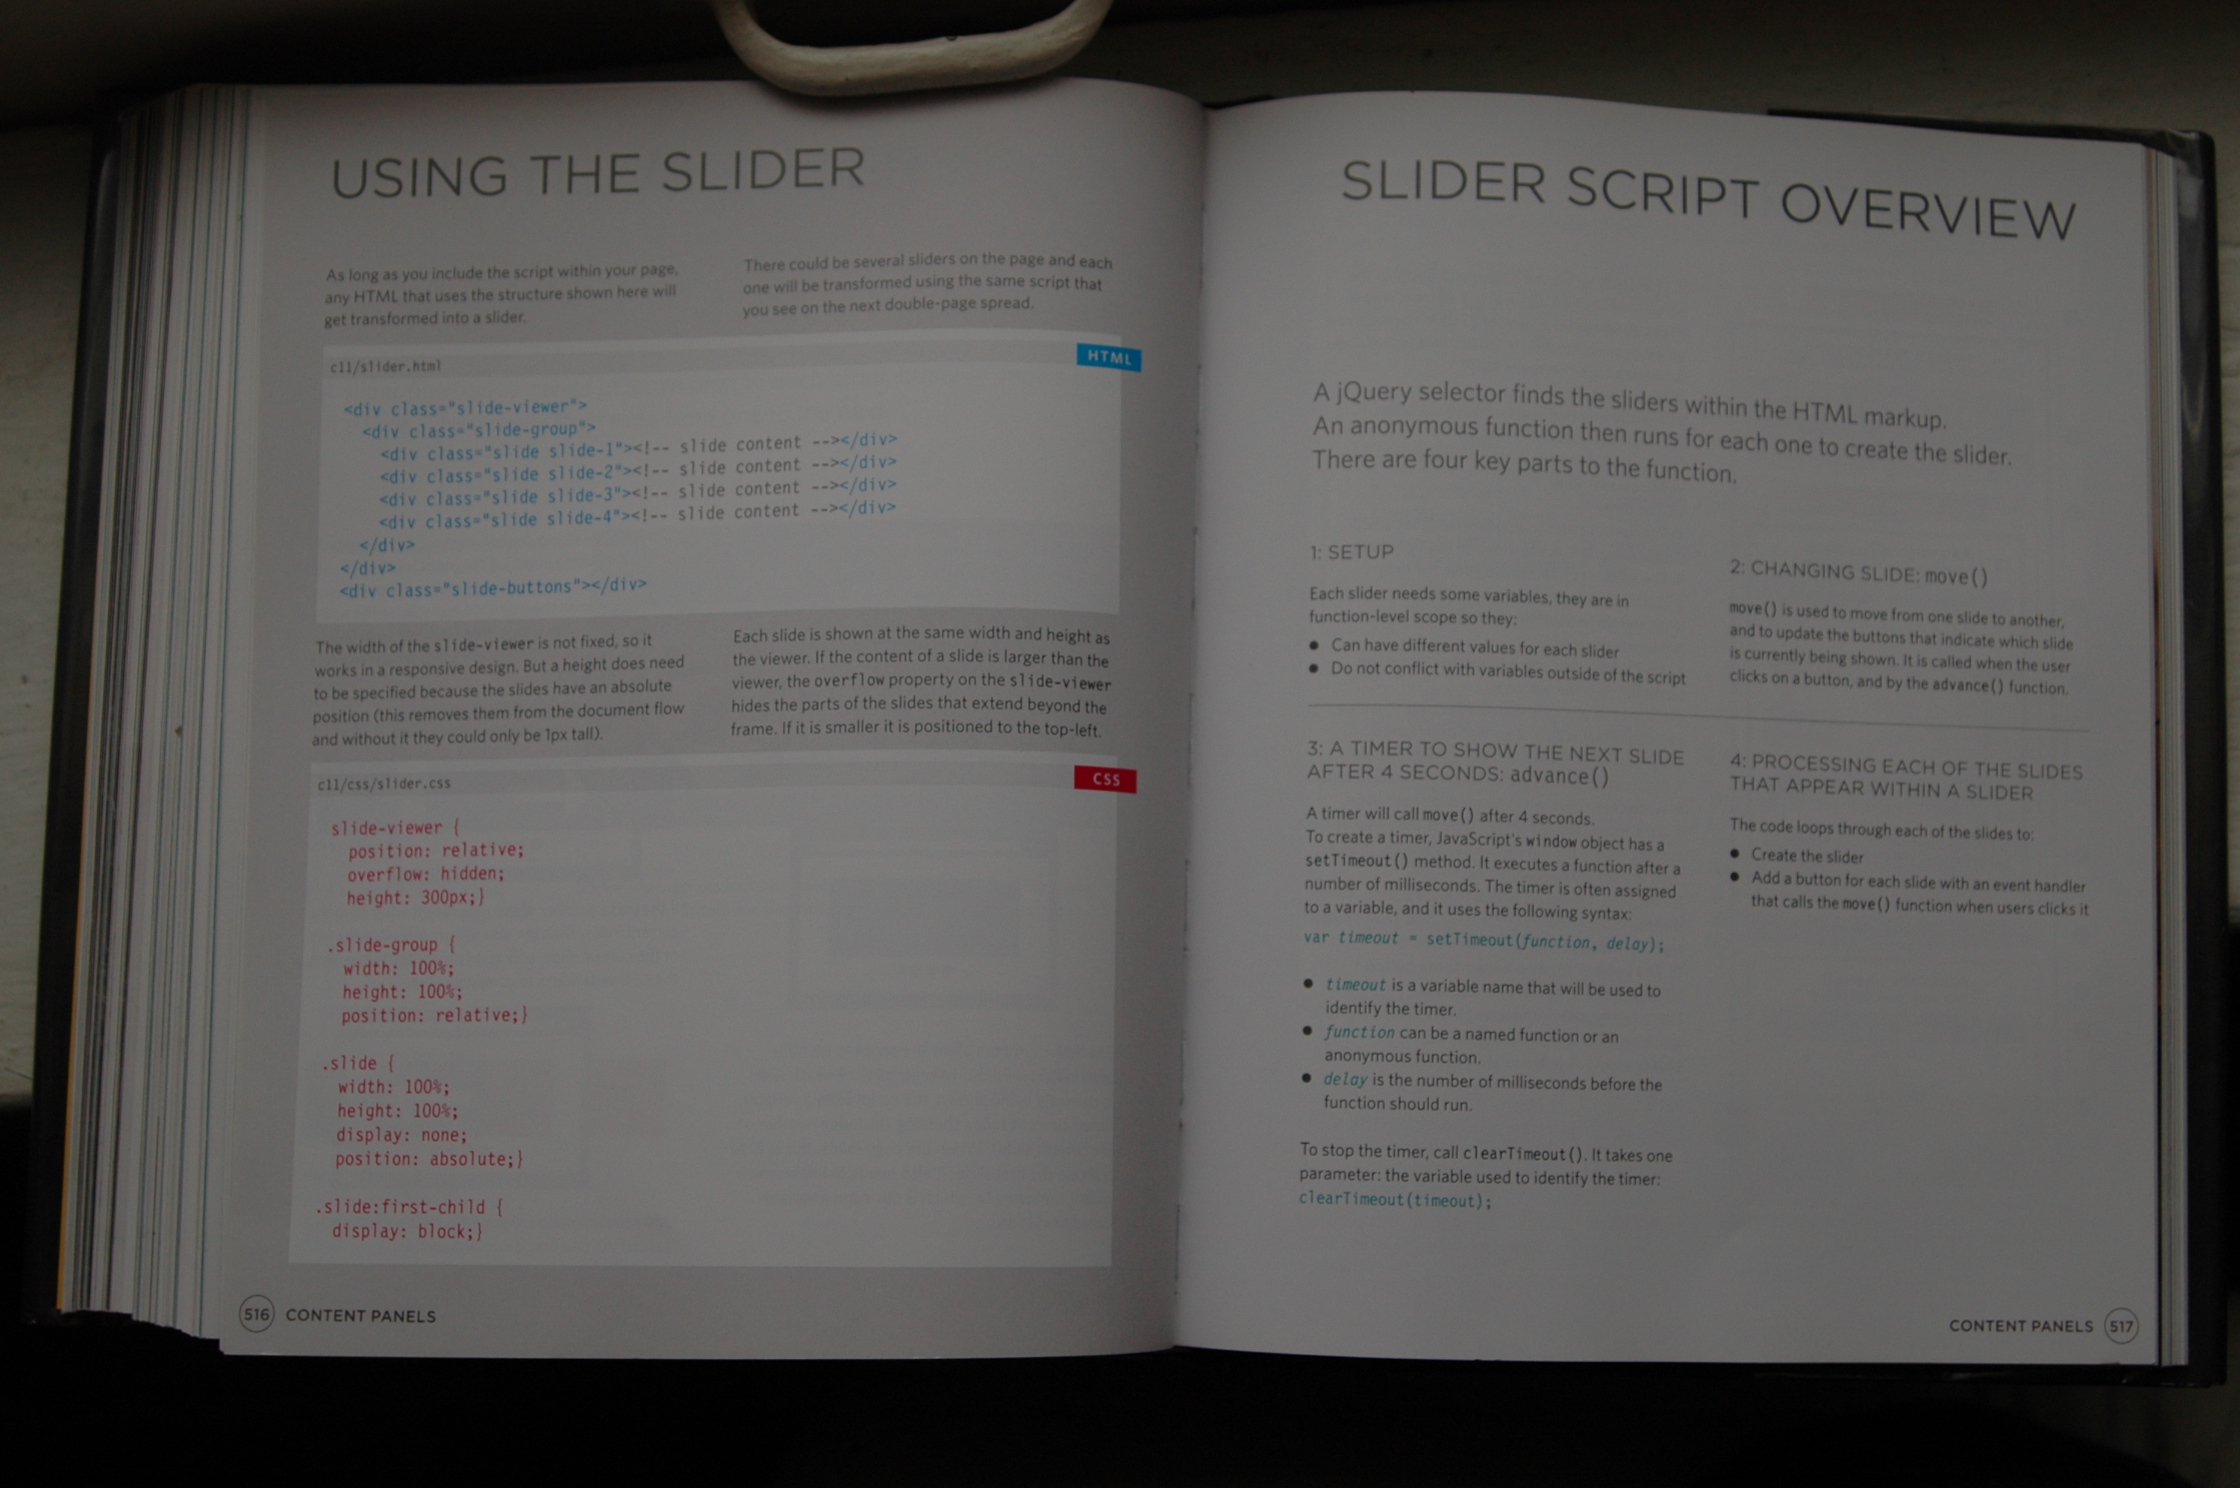 USING THE SLIDER
As long as you include the script within your page,
any HTML that uses the structure shown here will
get transformed into a slider.
There could be several sliders on the page and each
one will be transformed using the same script that
you see on the next double-page spread.
HTML
c11/slider.html
<div class="slide-viewer">
<div class="slide-group">
<div class="slide slide-1"><!-- slide content --></div>
<div class="slide slide-2"><!-- slide content --></div>
<div class="slide slide-3"><!-- slide content --></div>
<div class="slide slide-4"><!-- slide content --></div>
</div>
</div>
<div class="slide-buttons"></div>
The width of the slide-viewer is not fixed, so it
works in a responsive design. But a height does need
to be specified because the slides have an absolute
position (this removes them from the document flow
and without it they could only be 1px tall).
Each slide is shown at the same width and height as
the viewer. If the content of a slide is larger than the
viewer, the overflow property on the slide-viewer
hides the parts of the slides that extend beyond the
frame. If it is smaller it is positioned to the top-left.
CSS
c11/css/slider.css
slide-viewer {
position: relative;
overflow: hidden;
height: 300px;}
.slide-group {
width: 100%;
height: 100%;
position: relative;}
.slide {
width: 100%;
height: 100%;
display: none;
position: absolute;}
.slide:first-child {
display: block;}
516 CONTENT PANELS
SLIDER SCRIPT OVERVIEW
A jQuery selector finds the sliders within the HTML markup.
An anonymous function then runs for each one to create the slider.
There are four key parts to the function.
1: SETUP
Each slider needs some variables, they are in
function-level scope so they:
● Can have different values for each slider
● Do not conflict with variables outside of the script
2: CHANGING SLIDE: move()
move() is used to move from one slide to another,
and to update the buttons that indicate which slide
is currently being shown. It is called when the user
clicks on a button, and by the advance() function.
3: A TIMER TO SHOW THE NEXT SLIDE
AFTER 4 SECONDS: advance()
A timer will call move() after 4 seconds.
To create a timer, JavaScript's window object has a
setTimeout() method. It executes a function after a
number of milliseconds. The timer is often assigned
to a variable, and it uses the following syntax:
var timeout = setTimeout(function, delay);
● timeout is a variable name that will be used to
identify the timer.
● function can be a named function or an
anonymous function.
● delay is the number of milliseconds before the
function should run.
To stop the timer, call clearTimeout(). It takes one
parameter: the variable used to identify the timer:
clearTimeout(timeout);
4: PROCESSING EACH OF THE SLIDES
THAT APPEAR WITHIN A SLIDER
The code loops through each of the slides to:
● Create the slider
● Add a button for each slide with an event handler
that calls the move() function when users clicks it
CONTENT PANELS 517